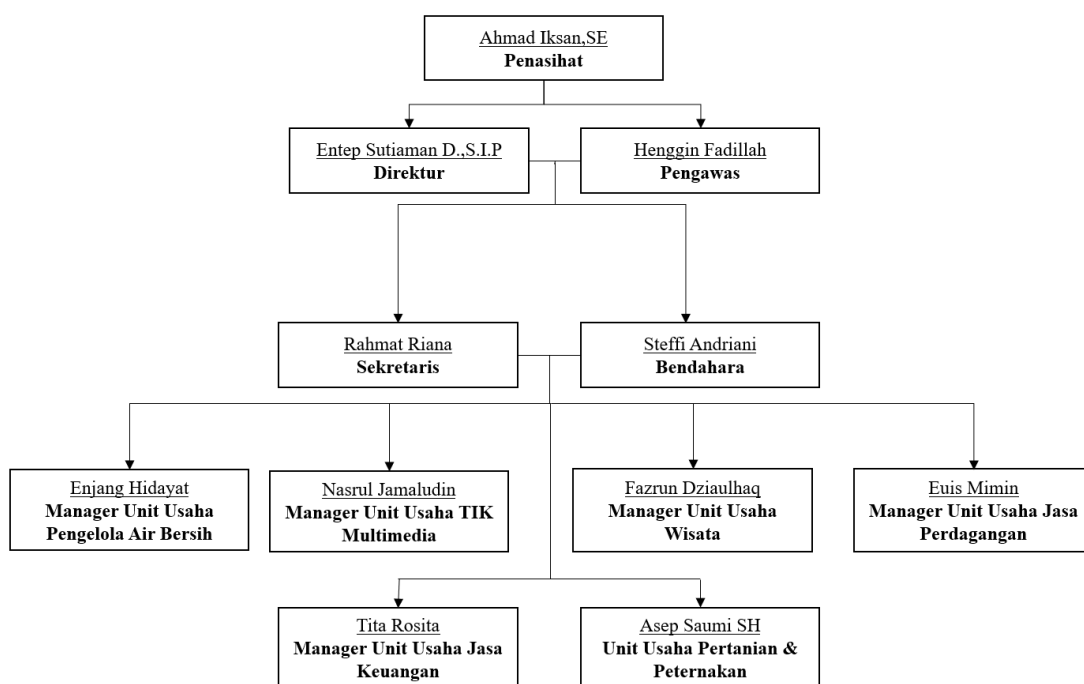 Ahmad Iksan,SE
Penasihat
Entep Sutiaman D.,S.I.P
Direktur
Henggin Fadillah
Pengawas
Rahmat Riana
Sekretaris
Steffi Andriani
Bendahara
Enjang Hidayat
Manager Unit Usaha
Pengelola Air Bersih
Nasrul Jamaludin
Manager Unit Usaha TIK
Multimedia
Fazrun Dziaulhaq
Manager Unit Usaha
Wisata
Euis Mimin
Manager Unit Usaha Jasa
Perdagangan
Tita Rosita
Manager Unit Usaha Jasa
Keuangan
Asep Saumi SH
Unit Usaha Pertanian &
Peternakan